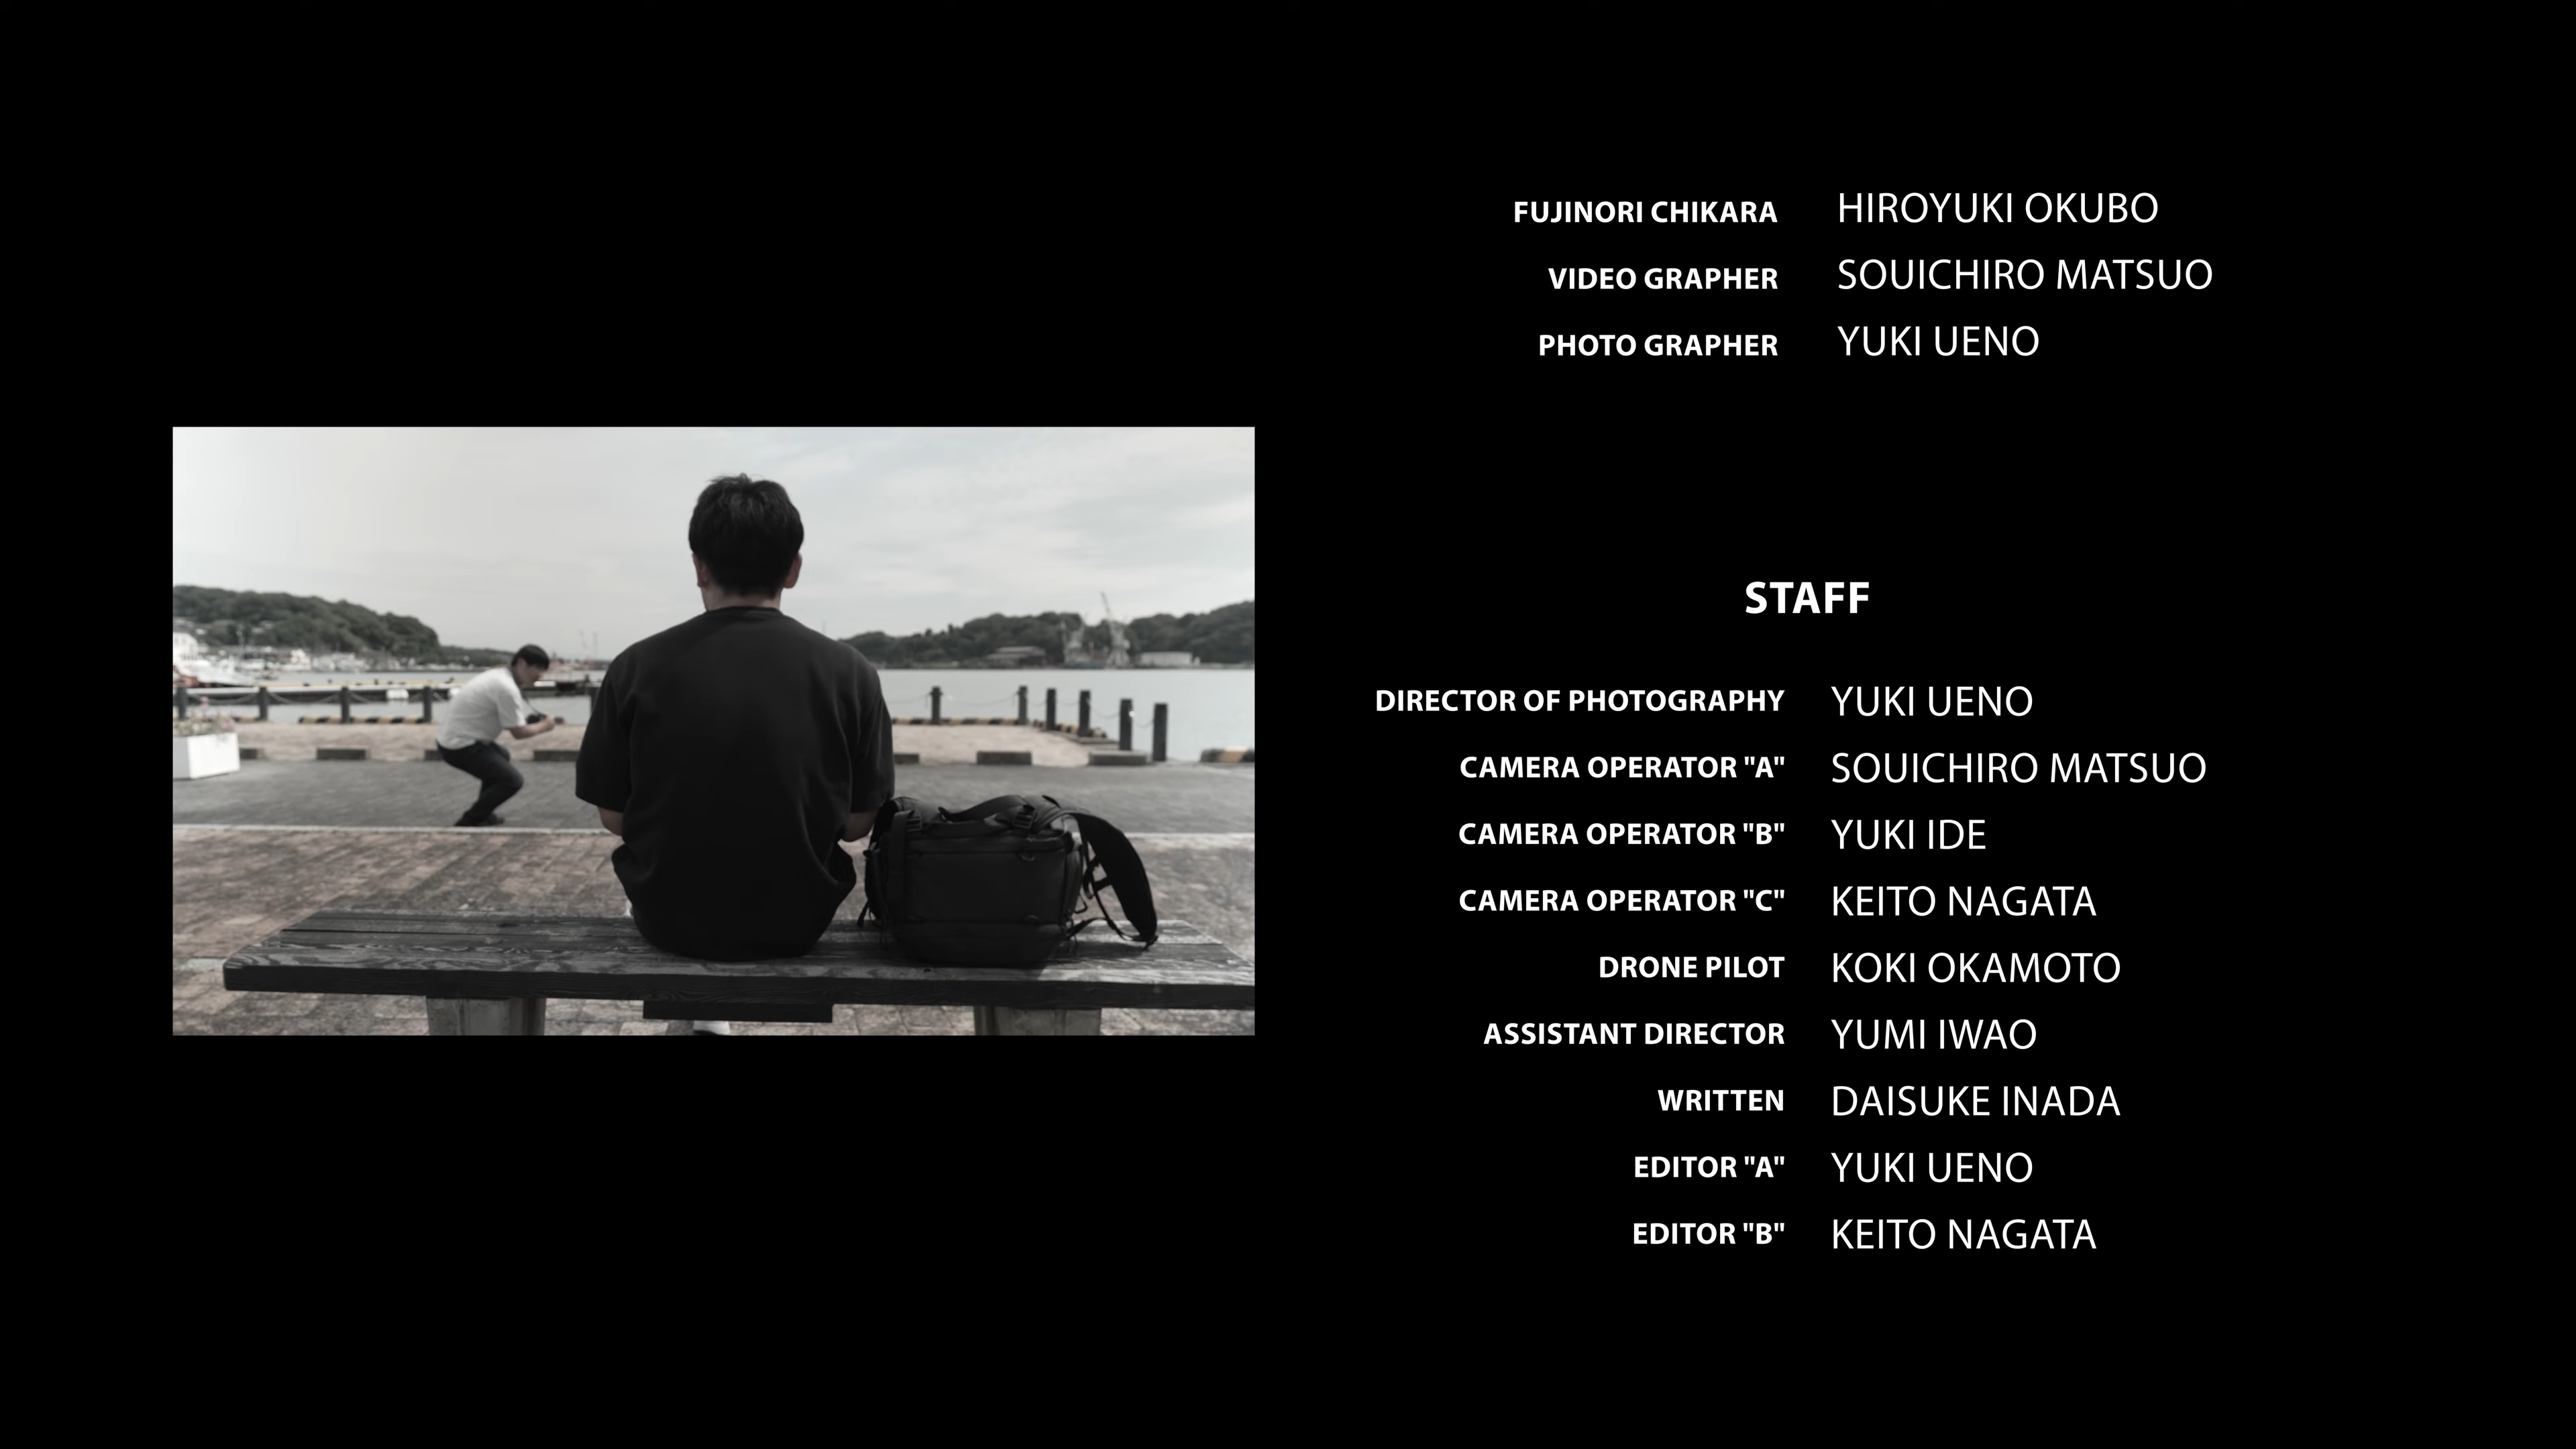 FUJINORI CHIKARA HIROYUKI OKUBO
VIDEO GRAPHER SOUICHIRO MATSUO
PHOTO GRAPHER YUKI UENO
STAFF
DIRECTOR OF PHOTOGRAPHY YUKI UENO
CAMERA OPERATOR "A" SOUICHIRO MATSUO
CAMERA OPERATOR "B" YUKI IDE
CAMERA OPERATOR "C" KEITO NAGATA
DRONE PILOT KOKI OKAMOTO
ASSISTANT DIRECTOR YUMI IWAO
WRITTEN DAISUKE INADA
EDITOR "A" YUKI UENO
EDITOR "B" KEITO NAGATA